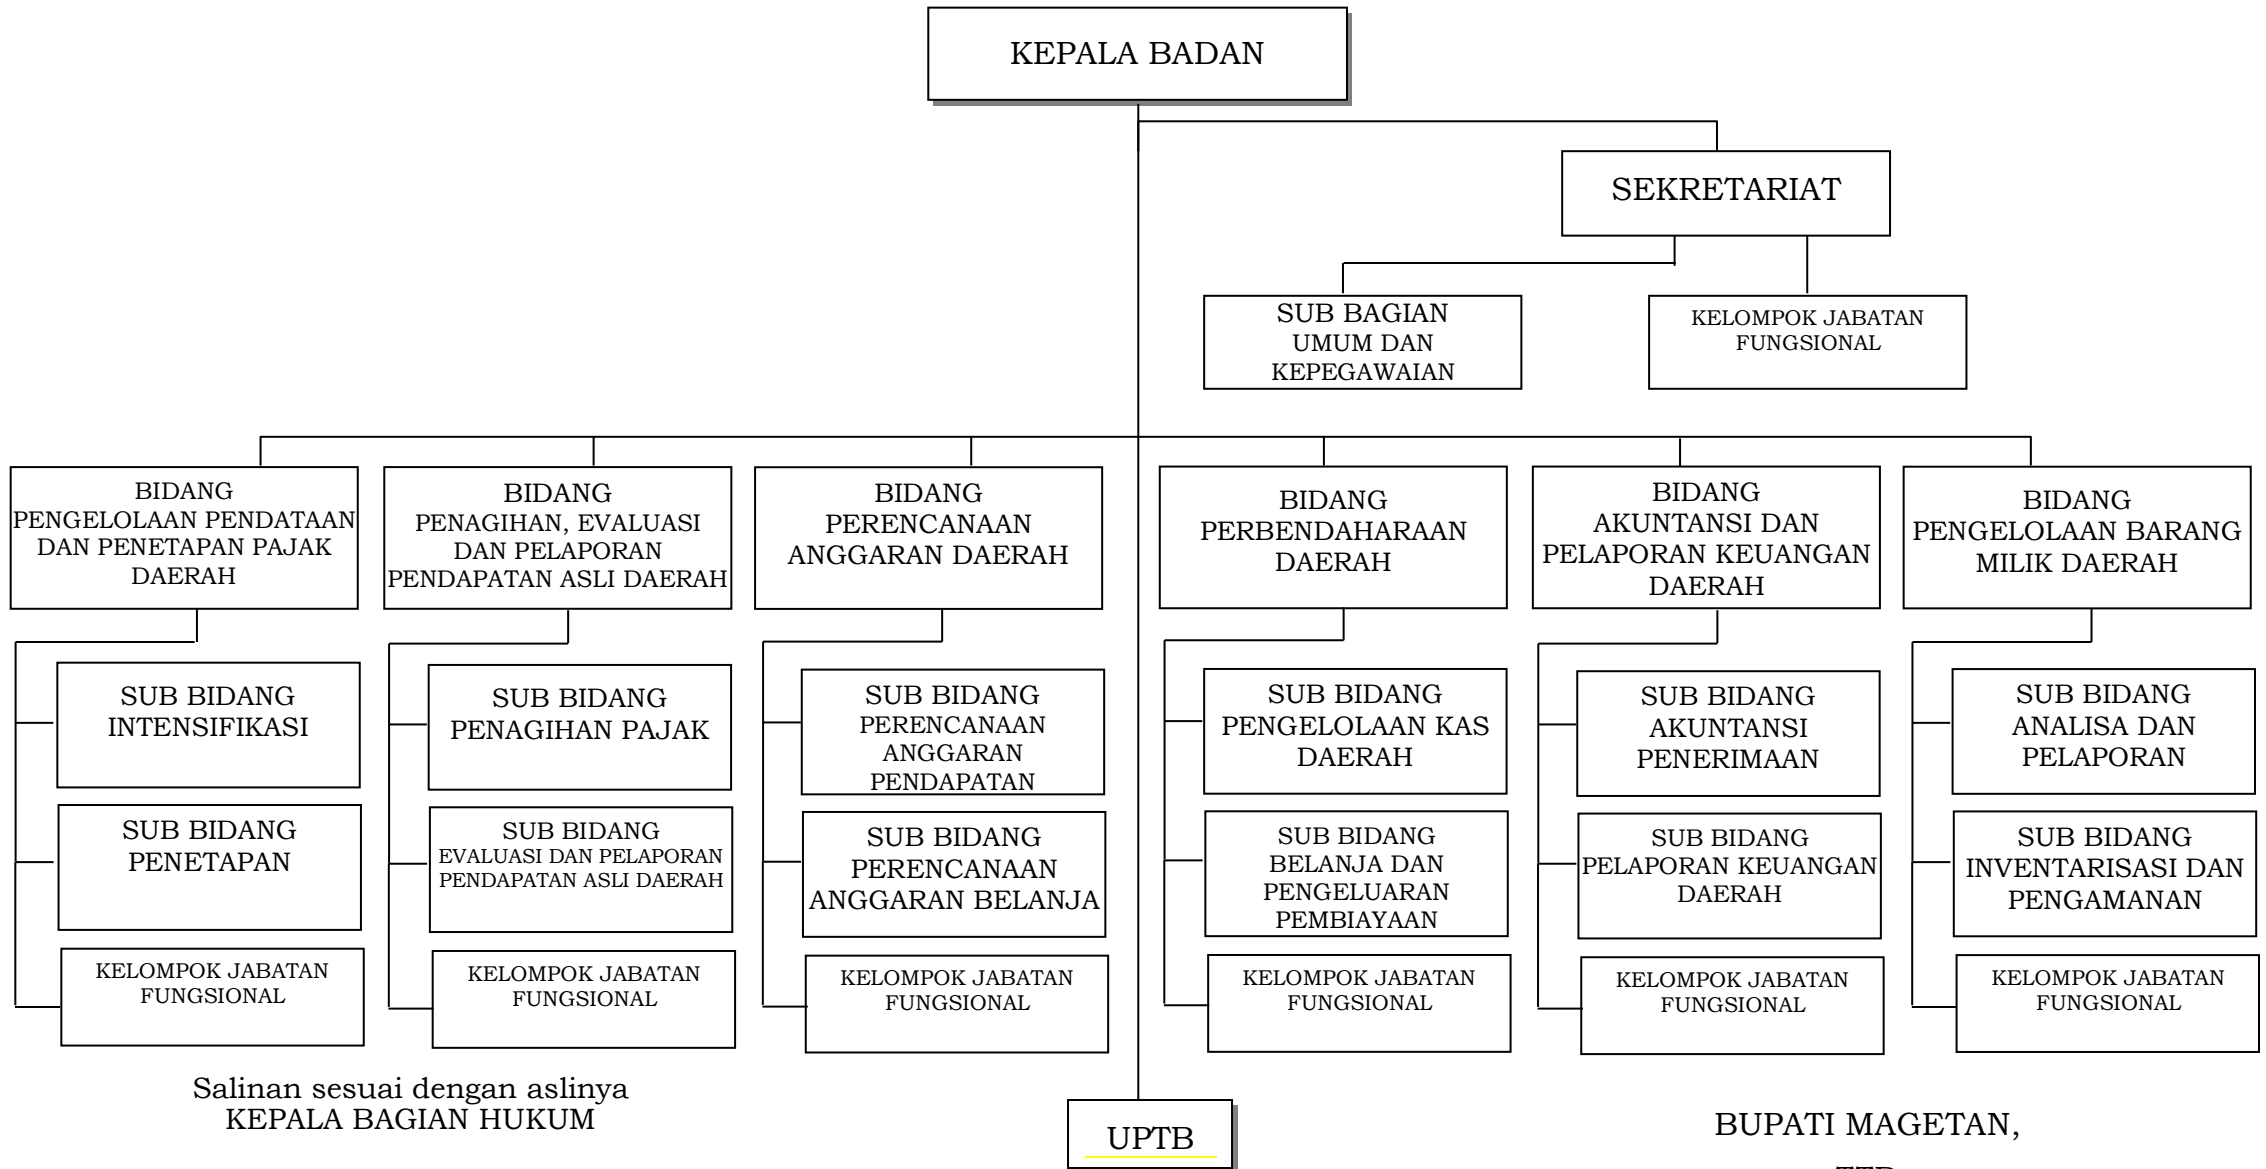 KEPALA BADAN
SEKRETARIAT
SUB BAGIAN
UMUM DAN
KEPEGAWAIAN
KELOMPOK JABATAN
FUNGSIONAL
BIDANG
PENGELOLAAN PENDATAAN
DAN PENETAPAN PAJAK
DAERAH
BIDANG
PENAGIHAN, EVALUASI
DAN PELAPORAN
PENDAPATAN ASLI DAERAH
BIDANG
PERENCANAAN
ANGGARAN DAERAH
BIDANG
PERBENDAHARAAN
DAERAH
BIDANG
AKUNTANSI DAN
PELAPORAN KEUANGAN
DAERAH
BIDANG
PENGELOLAAN BARANG
MILIK DAERAH
SUB BIDANG
INTENSIFIKASI
SUB BIDANG
PENAGIHAN PAJAK
SUB BIDANG
PERENCANAAN
ANGGARAN
PENDAPATAN
SUB BIDANG
PENGELOLAAN KAS
DAERAH
SUB BIDANG
AKUNTANSI
PENERIMAAN
SUB BIDANG
ANALISA DAN
PELAPORAN
SUB BIDANG
PENETAPAN
SUB BIDANG
EVALUASI DAN PELAPORAN
PENDAPATAN ASLI DAERAH
SUB BIDANG
PERENCANAAN
ANGGARAN BELANJA
SUB BIDANG
BELANJA DAN
PENGELUARAN
PEMBIAYAAN
SUB BIDANG
PELAPORAN KEUANGAN
DAERAH
SUB BIDANG
INVENTARISASI DAN
PENGAMANAN
KELOMPOK JABATAN
FUNGSIONAL
KELOMPOK JABATAN
FUNGSIONAL
KELOMPOK JABATAN
FUNGSIONAL
KELOMPOK JABATAN
FUNGSIONAL
KELOMPOK JABATAN
FUNGSIONAL
KELOMPOK JABATAN
FUNGSIONAL
Salinan sesuai dengan aslinya
KEPALA BAGIAN HUKUM
UPTB
BUPATI MAGETAN,